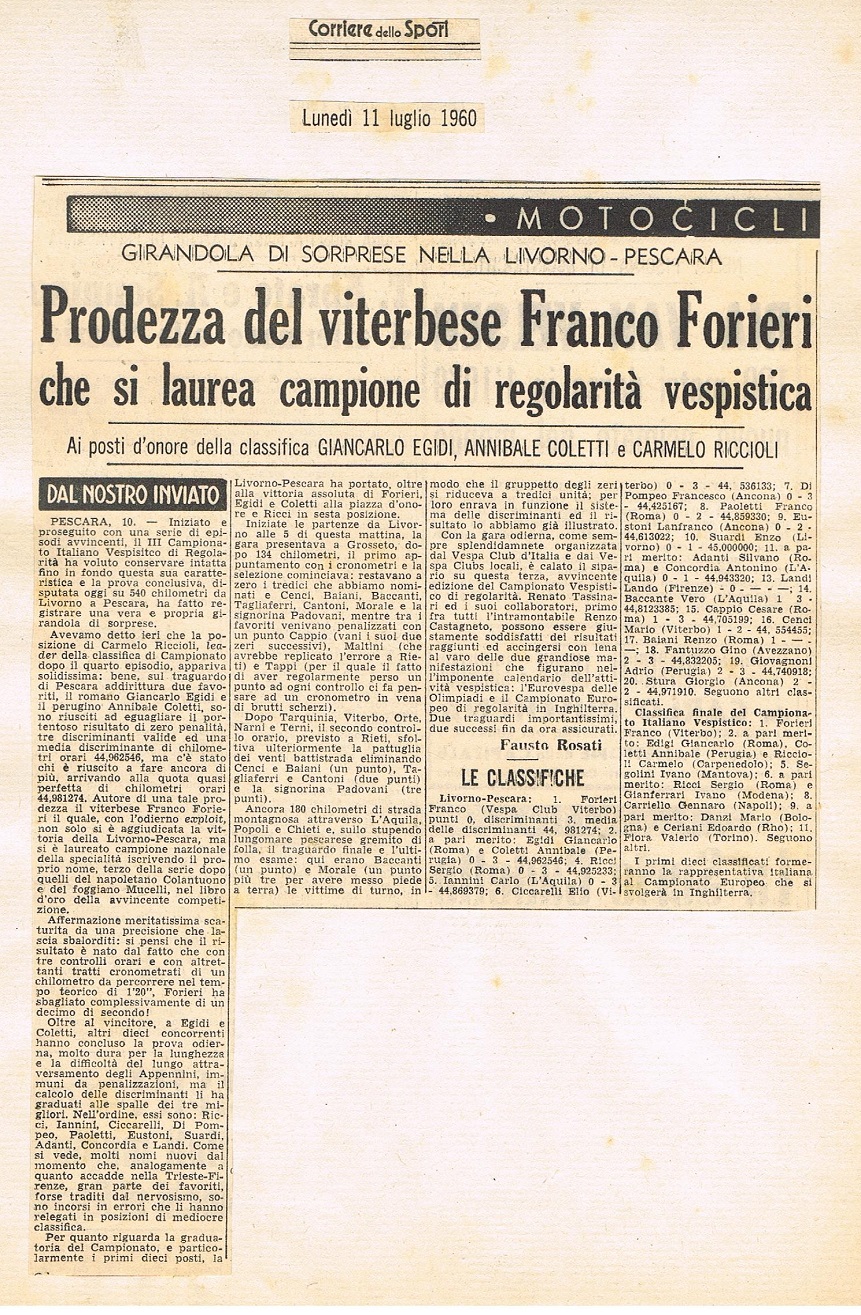 Corriere dello Sport
Lunedì 11 luglio 1960
• MOTOCICLI
GIRANDOLA DI SORPRESE NELLA LIVORNO - PESCARA
Prodezza del viterbese Franco Forieri
che si laurea campione di regolarità vespistica
Ai posti d'onore della classifica GIANCARLO EGIDI, ANNIBALE COLETTI e CARMELO RICCIOLI
DAL NOSTRO INVIATO
PESCARA, 10. — Iniziato e
proseguito con una serie di epi-
sodi avvincenti, il III Campiona-
to Italiano Vespisitco di Regola-
rità ha voluto conservare intatta
fino in fondo questa sua caratte-
ristica e la prova conclusiva, di-
sputata oggi su 540 chilometri da
Livorno a Pescara, ha fatto re-
gistrare una vera e propria gi-
randola di sorprese.
Avevamo detto ieri che la po-
sizione di Carmelo Riccioli, lea-
der della classifica di Campionato
dopo il quarto episodio, appariva
solidissima: bene, sul traguardo
di Pescara addirittura due favo-
riti, il romano Giancarlo Egidi e
il perugino Annibale Coletti, so-
no riusciti ad eguagliare il por-
tentoso risultato di zero penalità,
tre discriminanti valide ed una
media discriminante di chilome-
tri orari 44,962546, ma c'è stato
chi è riuscito a fare ancora di
più, arrivando alla quota quasi
perfetta di chilometri orari
44,981274. Autore di una tale pro-
dezza il viterbese Franco Forie-
ri il quale, con l'odierno exploit,
non solo si è aggiudicata la vit-
toria della Livorno-Pescara, ma
si è laureato campione nazionale
della specialità iscrivendo il pro-
prio nome, terzo della serie dopo
quelli del napoletano Colontuono
e del foggiano Mucelli, nel libro
d'oro della avvincente competi-
zione.
Affermazione meritatissima sca-
turita da una precisione che la-
scia sbalorditi: si pensi che il ri-
sultato è nato dal fatto che con
tre controlli orari e con altret-
tanti tratti cronometrati di un
chilometro da percorrere nel tem-
po teorico di 1'20", Forieri ha
sbagliato complessivamente di un
decimo di secondo!
Oltre al vincitore, a Egidi e
Coletti, altri dieci concorrenti
hanno concluso la prova odier-
na, molto dura per la lunghezza
e la difficoltà del lungo attra-
versamento degli Appennini, im-
muni da penalizzazioni, ma il
calcolo delle discriminanti li ha
graduati alle spalle dei tre mi-
gliori. Nell'ordine, essi sono: Ric-
ci, Iannini, Ciccarelli, Di Pom-
peo, Paoletti, Eustoni, Suardi,
Adanti, Concordia e Landi. Come
si vede, molti nomi nuovi dal
momento che, analogamente a
quanto accadde nella Trieste-Fi-
renze, gran parte dei favoriti,
forse traditi dal nervosismo, so-
no incorsi in errori che li hanno
relegati in posizioni di mediocre
classifica.
Per quanto riguarda la gradua-
toria del Campionato, e partico-
larmente i primi dieci posti, la
Livorno-Pescara ha portato, oltre
alla vittoria assoluta di Forieri,
Egidi e Coletti alla piazza d'ono-
re e Ricci in sesta posizione.
Iniziate le partenze da Livor-
no alle 5 di questa mattina, la
gara presentava a Grosseto, do-
po 134 chilometri, il primo ap-
puntamento con i cronometri e la
selezione cominciava: restavano a
zero i tredici che abbiamo nomi-
nati e Cenci, Baiani, Baccanti,
Tagliaferri, Cantoni, Morale e la
signorina Padovani, mentre tra i
favoriti venivano penalizzati con
un punto Cappio (vani i suoi due
zeri successivi), Maltini (che
avrebbe replicato l'errore a Rie-
ti) e Tappi (per il quale il fatto
di aver regolarmente perso un
punto ad ogni controllo ci fa pen-
sare ad un cronometro in vena
di brutti scherzi).
Dopo Tarquinia, Viterbo, Orte,
Narni e Terni, il secondo control-
lo orario, previsto a Rieti, sfol-
tiva ulteriormente la pattuglia
dei venti battistrada eliminando
Cenci e Baiani (un punto), Ta-
gliaferri e Cantoni (due punti)
e la signorina Padovani (tre
punti).
Ancora 180 chilometri di strada
montagnosa attraverso L'Aquila,
Popoli e Chieti e, sullo stupendo
lungomare pescarese gremito di
folla, il traguardo finale e l'ulti-
mo esame: qui erano Baccanti
(un punto) e Morale (un punto
più tre per avere messo piede
a terra) le vittime di turno, in
modo che il gruppetto degli zeri
si riduceva a tredici unità; per
loro enrava in funzione il siste-
ma delle discriminanti ed il ri-
sultato lo abbiamo già illustrato.
Con la gara odierna, come sem-
pre splendidamente organizzata
dal Vespa Club d'Italia e dai Ve-
spa Clubs locali, è calato il sipa-
rio su questa terza, avvincente
edizione del Campionato Vespisti-
co di regolarità. Renato Tassina-
ri ed i suoi collaboratori, primo
fra tutti l'intramontabile Renzo
Castagneto, possono essere giu-
stamente soddisfatti dei risultati
raggiunti ed accingersi con lena
al varo delle due grandiose ma-
nifestazioni che figurano nel-
l'imponente calendario dell'atti-
vità vespistica: l'Eurovespa delle
Olimpiadi e il Campionato Euro-
peo di regolarità in Inghilterra.
Due traguardi importantissimi,
due successi fin da ora assicurati.
Fausto Rosati
LE CLASSIFICHE
Livorno-Pescara: 1. Forieri
Franco (Vespa Club Viterbo)
punti 0, discriminanti 3, media
delle discriminanti 44, 981274; 2.
a pari merito: Egidi Giancarlo
(Roma) e Coletti Annibale (Pe-
rugia) 0 - 3 - 44,962546; 4. Ricci
Sergio (Roma) 0 - 3 - 44,925233;
5. Iannini Carlo (L'Aquila) 0 - 3
- 44,869379; 6. Ciccarelli Elio (Vi-
terbo) 0 - 3 - 44, 536133; 7. Di
Pompeo Francesco (Ancona) 0 - 3
- 44,425167; 8. Paoletti Franco
(Roma) 0 - 2 - 44,859330; 9. Eu-
stoni Lanfranco (Ancona) 0 - 2 -
44,613022; 10. Suardi Enzo (Li-
vorno) 0 - 1 - 45,000000; 11. a pa-
ri merito: Adanti Silvano (Ro-
ma) e Concordia Antonino (L'A-
quila) 0 - 1 - 44,943320; 13. Landi
Lando (Firenze) - 0 - — - —; 14.
Baccante Vero (L'Aquila) 1 - 3 -
44,8123385; 15. Cappio Cesare (Ro-
ma) 1 - 3 - 44,705199; 16. Cenci
Mario (Viterbo) 1 - 2 - 44, 554455;
17. Baiani Renzo (Roma) 1 - — -
—; 18. Fantuzzo Gino (Avezzano)
2 - 3 - 44,832205; 19. Giovagnoni
Adrio (Perugia) 2 - 3 - 44,740918;
20. Stura Giorgio (Ancona) 2 -
2 - 44,971910. Seguono altri clas-
sificati.
Classifica finale del Campiona-
to Italiano Vespistico: 1. Forieri
Franco (Viterbo); 2. a pari me-
rito: Edigi Giancarlo (Roma), Co-
letti Annibale (Perugia) e Riccio-
li Carmelo (Carpenedolo); 5. Se-
golini Ivano (Mantova); 6. a pari
merito: Ricci Sergio (Roma) e
Gianferrari Ivano (Modena); 8.
Carriello Gennaro (Napoli); 9. a
pari merito: Danzi Mario (Bolo-
gna) e Ceriani Edoardo (Rho); 11.
Fiora Valerio (Torino). Seguono
altri.
I primi dieci classificati forme-
ranno la rappresentativa italiana
al Campionato Europeo che si
svolgerà in Inghilterra.